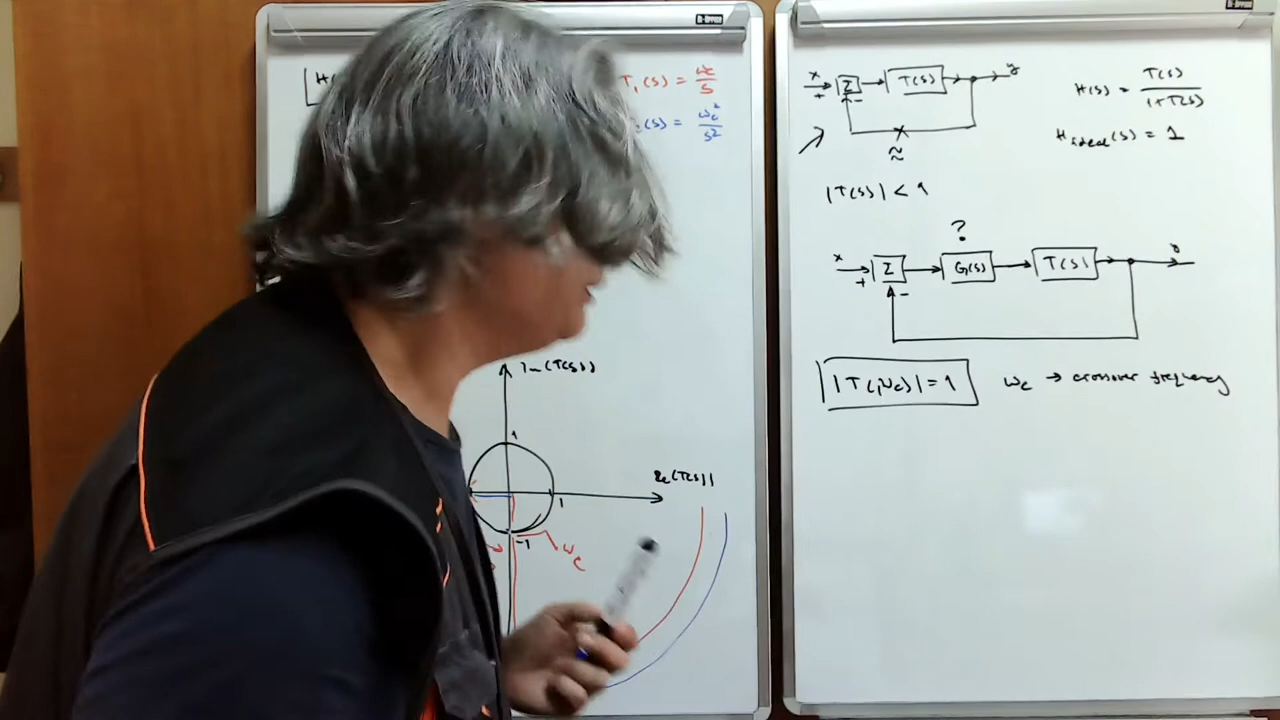 T₁(s) = ωc/s
(s) = ωc²/s²
Im(T(s))
1
Re(T(s))
1
-1
ωc
x
+
Σ
-
T(s)
y
≈
H(s) = T(s)/(1+T(s))
Hideal(s) = 1
|T(s)| < 1
?
x
+
Σ
-
G(s)
T(s)
y
|T(jωc)| = 1
ωc → crossover frequency